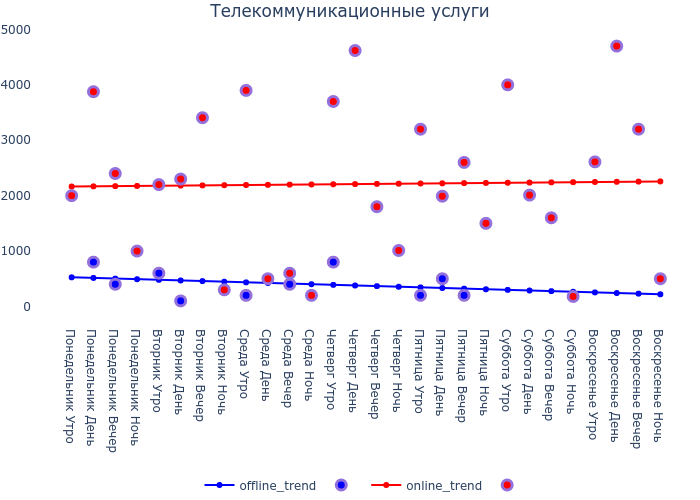 Телекоммуникационные услуги
5000
4000
3000
2000
1000
0
Понедельник Утро
Понедельник День
Понедельник Вечер
Понедельник Ночь
Вторник Утро
Вторник День
Вторник Вечер
Вторник Ночь
Среда Утро
Среда День
Среда Вечер
Среда Ночь
Четверг Утро
Четверг День
Четверг Вечер
Четверг Ночь
Пятница Утро
Пятница День
Пятница Вечер
Пятница Ночь
Суббота Утро
Суббота День
Суббота Вечер
Суббота Ночь
Воскресенье Утро
Воскресенье День
Воскресенье Вечер
Воскресенье Ночь
offline_trend online_trend